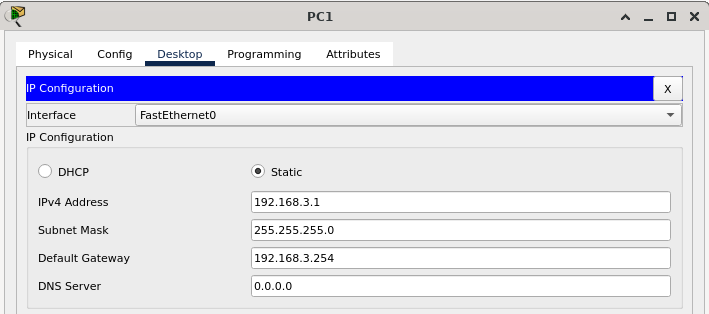 PC1
Physical Config Desktop Programming Attributes
IP Configuration X
Interface FastEthernet0
IP Configuration
DHCP Static
IPv4 Address 192.168.3.1
Subnet Mask 255.255.255.0
Default Gateway 192.168.3.254
DNS Server 0.0.0.0